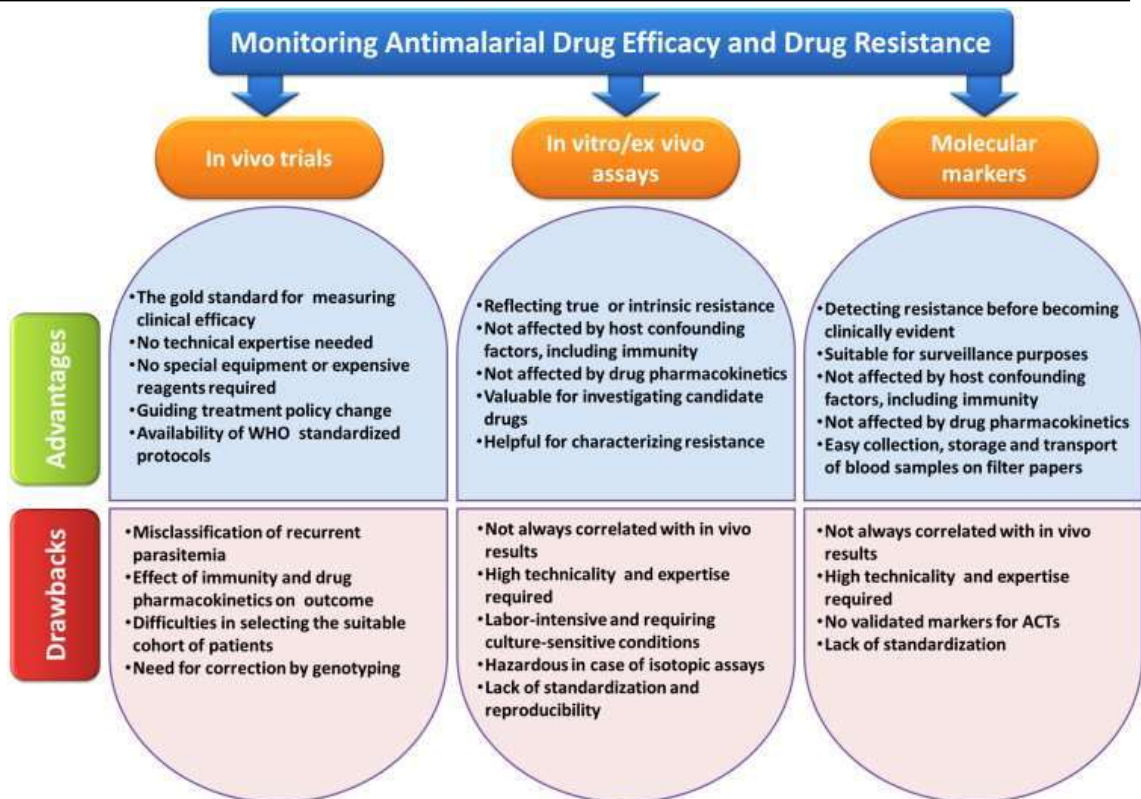 Monitoring Antimalarial Drug Efficacy and Drug Resistance
In vivo trials
In vitro/ex vivo
assays
Molecular
markers
Advantages
•The gold standard for measuring
clinical efficacy
•No technical expertise needed
•No special equipment or expensive
reagents required
•Guiding treatment policy change
•Availability of WHO standardized
protocols
•Reflecting true or intrinsic resistance
•Not affected by host confounding
factors, including immunity
•Not affected by drug pharmacokinetics
•Valuable for investigating candidate
drugs
•Helpful for characterizing resistance
•Detecting resistance before becoming
clinically evident
•Suitable for surveillance purposes
•Not affected by host confounding
factors, including immunity
•Not affected by drug pharmacokinetics
•Easy collection, storage and transport
of blood samples on filter papers
Drawbacks
•Misclassification of recurrent
parasitemia
•Effect of immunity and drug
pharmacokinetics on outcome
•Difficulties in selecting the suitable
cohort of patients
•Need for correction by genotyping
•Not always correlated with in vivo
results
•High technicality and expertise
required
•Labor-intensive and requiring
culture-sensitive conditions
•Hazardous in case of isotopic assays
•Lack of standardization and
reproducibility
•Not always correlated with in vivo
results
•High technicality and expertise
required
•No validated markers for ACTs
•Lack of standardization